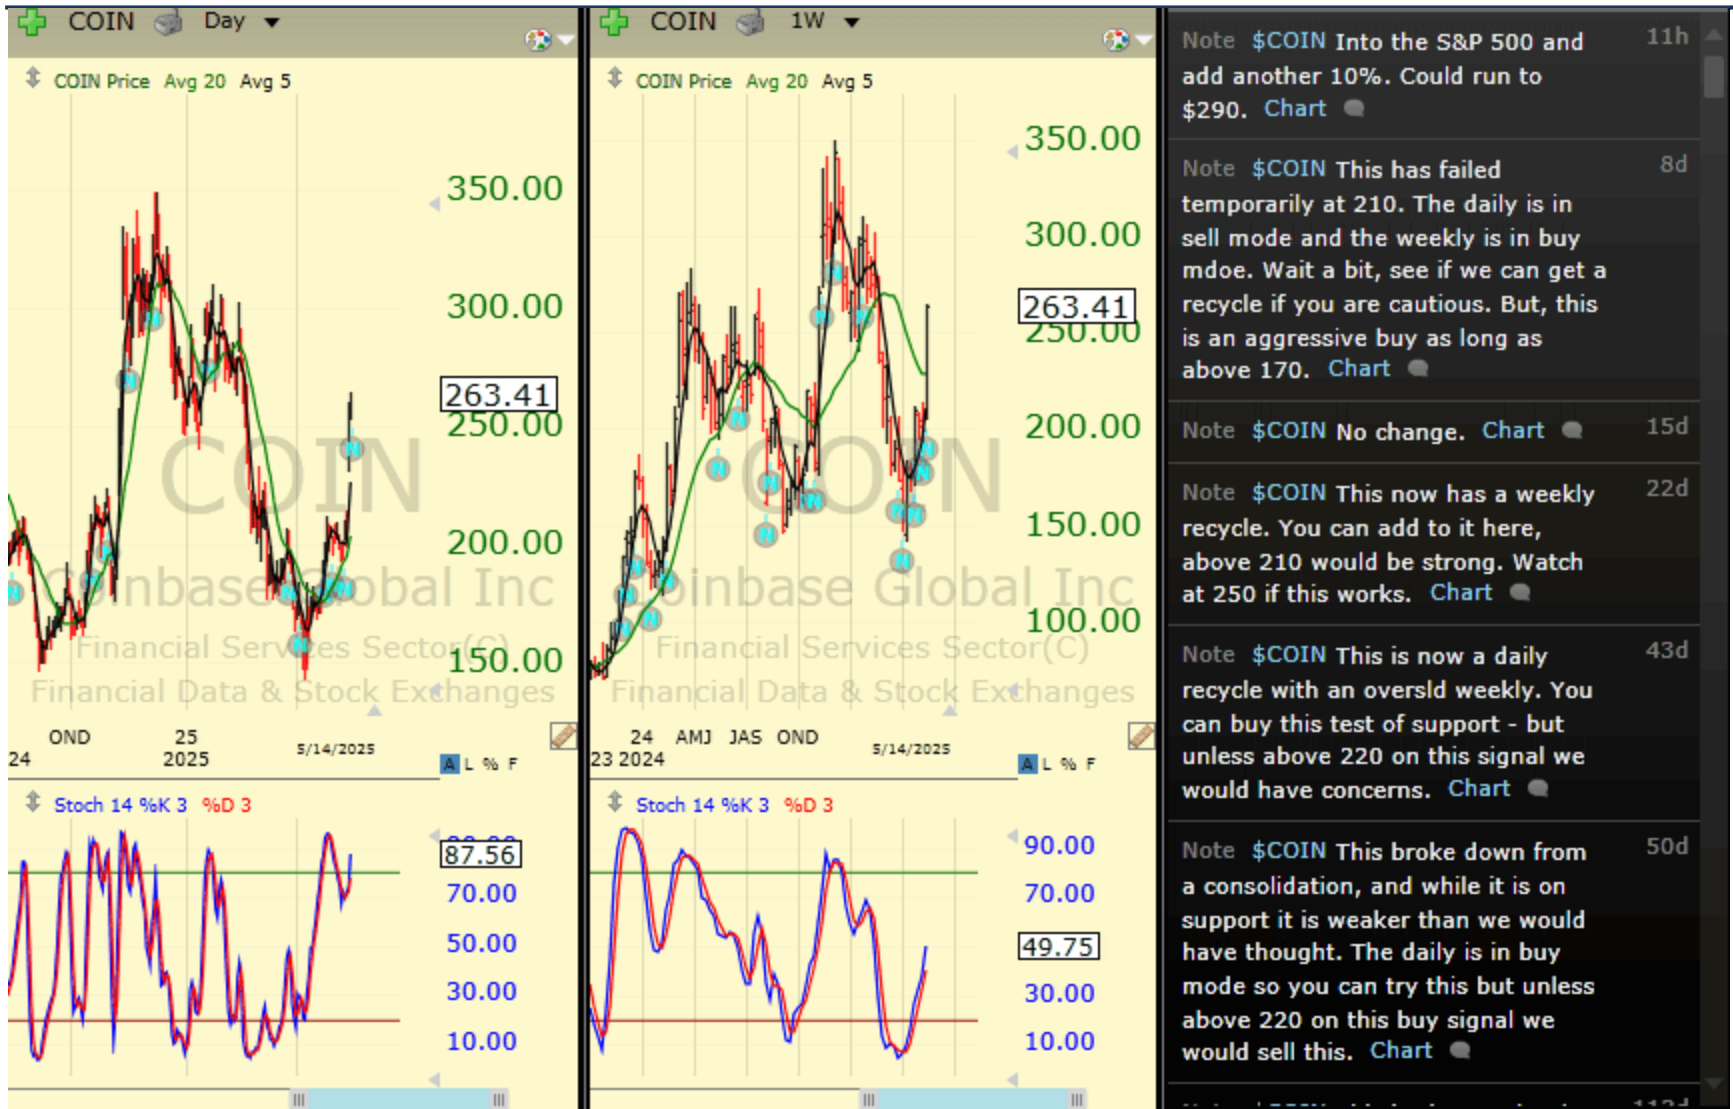 COIN Day
COIN Price Avg 20 Avg 5
350.00
300.00
263.41
250.00
200.00
150.00
COIN
Coinbase Global Inc
Financial Services Sector(C)
Financial Data & Stock Exchanges
OND 25
24 2025 5/14/2025
A L % F
Stoch 14 %K 3 %D 3
87.56
70.00
50.00
30.00
10.00
COIN 1W
COIN Price Avg 20 Avg 5
350.00
300.00
263.41
250.00
200.00
150.00
100.00
COIN
Coinbase Global Inc
Financial Services Sector(C)
Financial Data & Stock Exchanges
24 AMJ JAS OND
23 2024 5/14/2025
A L % F
Stoch 14 %K 3 %D 3
90.00
70.00
49.75
30.00
10.00
Note $COIN Into the S&P 500 and 11h
add another 10%. Could run to
$290. Chart
Note $COIN This has failed 8d
temporarily at 210. The daily is in
sell mode and the weekly is in buy
mdoe. Wait a bit, see if we can get a
recycle if you are cautious. But, this
is an aggressive buy as long as
above 170. Chart
Note $COIN No change. Chart 15d
Note $COIN This now has a weekly 22d
recycle. You can add to it here,
above 210 would be strong. Watch
at 250 if this works. Chart
Note $COIN This is now a daily 43d
recycle with an oversld weekly. You
can buy this test of support - but
unless above 220 on this signal we
would have concerns. Chart
Note $COIN This broke down from 50d
a consolidation, and while it is on
support it is weaker than we would
have thought. The daily is in buy
mode so you can try this but unless
above 220 on this buy signal we
would sell this. Chart